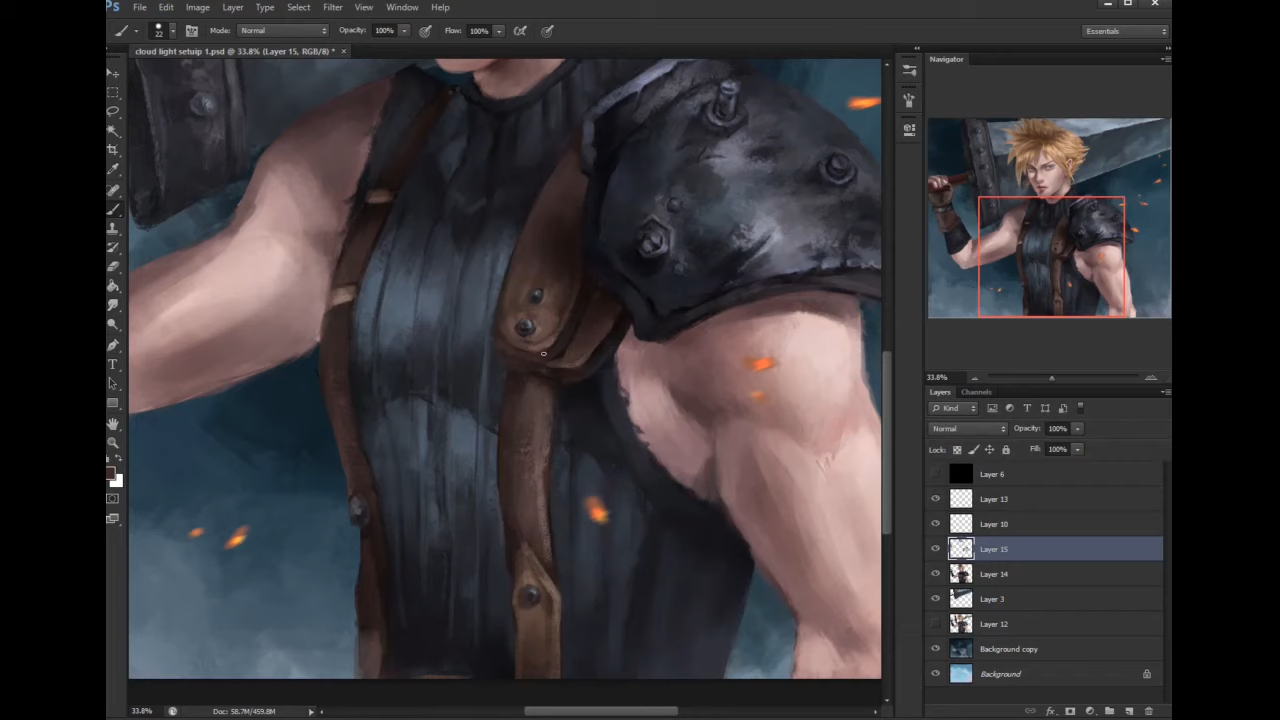 Ps File Edit Image Layer Type Select Filter View Window Help
22 Mode: Normal Opacity: 100% Flow: 100% Essentials
cloud light setuip 1.psd @ 33.8% (Layer 15, RGB/8) * ×
Navigator
33.8%
Layers Channels
Kind
Normal Opacity: 100%
Lock: Fill: 100%
Layer 6
Layer 13
Layer 10
Layer 15
Layer 14
Layer 3
Layer 12
Background copy
Background
33.8% Doc: 58.7M/459.8M